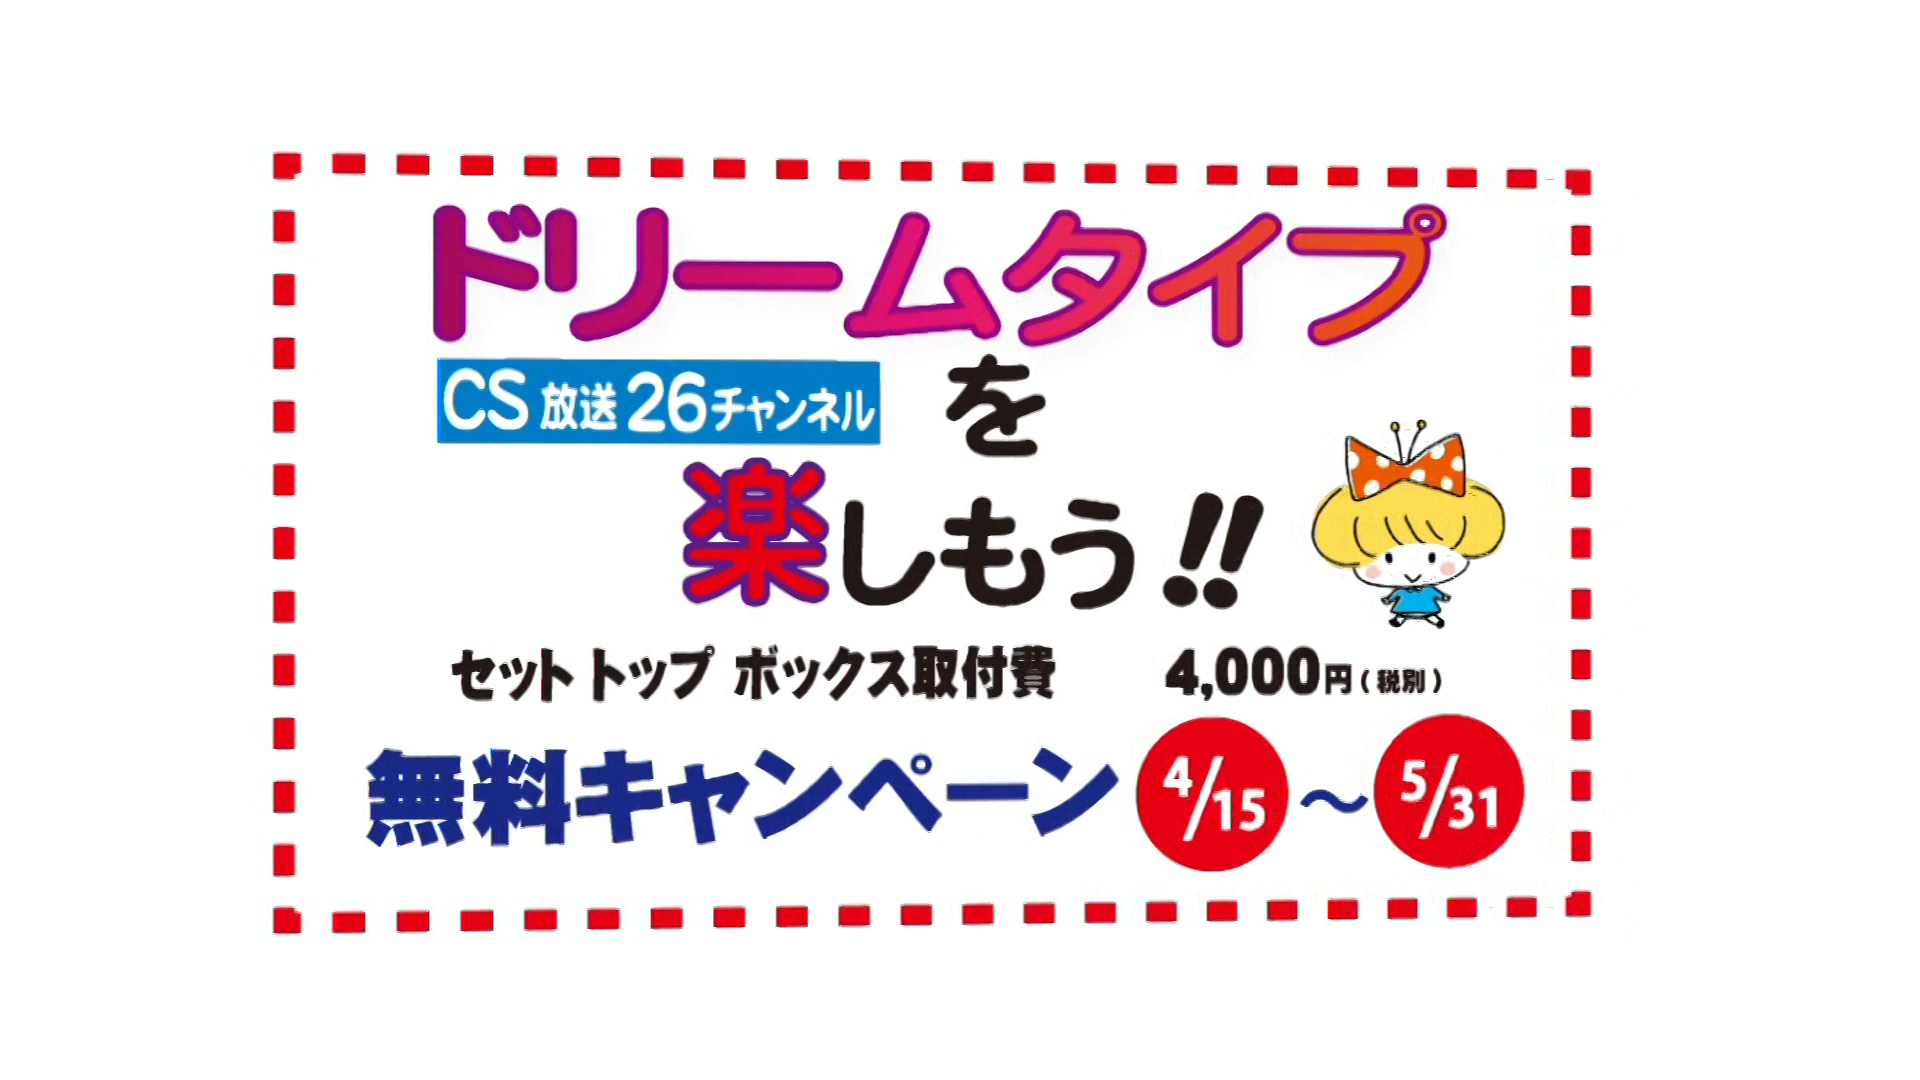 ドリームタイプ
CS放送26チャンネル を
楽しもう!!
セットトップ ボックス取付費 4,000円(税別)
無料キャンペーン 4/15 ～ 5/31